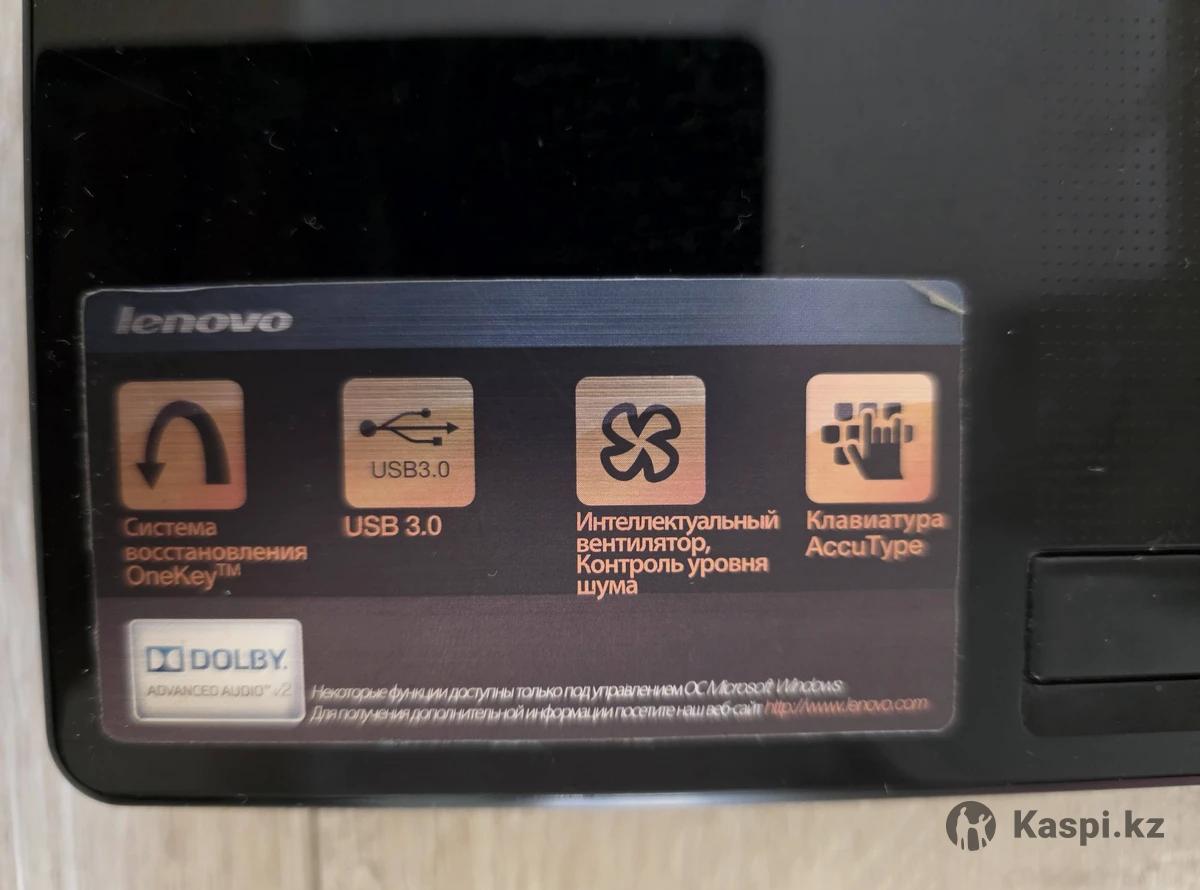 lenovo
USB3.0
Система
восстановления
OneKey™
USB 3.0
Интеллектуальный
вентилятор,
Контроль уровня
шума
Клавиатура
AccuType
DOLBY.
ADVANCED AUDIO™ v2
Некоторые функции доступны только под управлением ОС Microsoft Windows
Для получения дополнительной информации посетите наш веб-сайт http://www.lenovo.com
Kaspi.kz